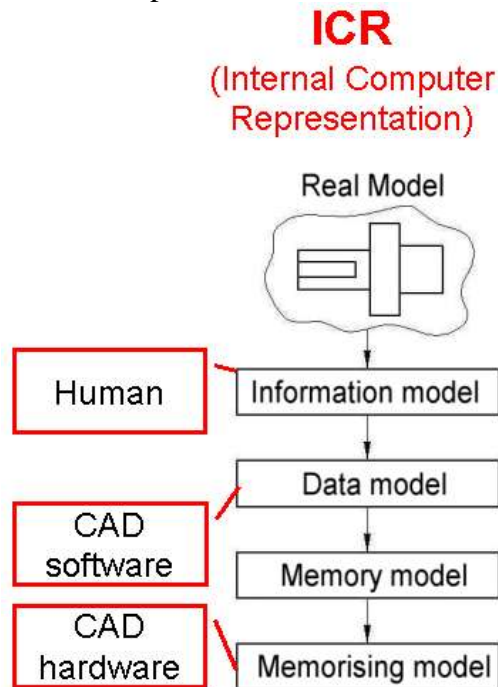 ICR
(Internal Computer
Representation)
Real Model
Human
Information model
Data model
CAD
software
Memory model
CAD
hardware
Memorising model